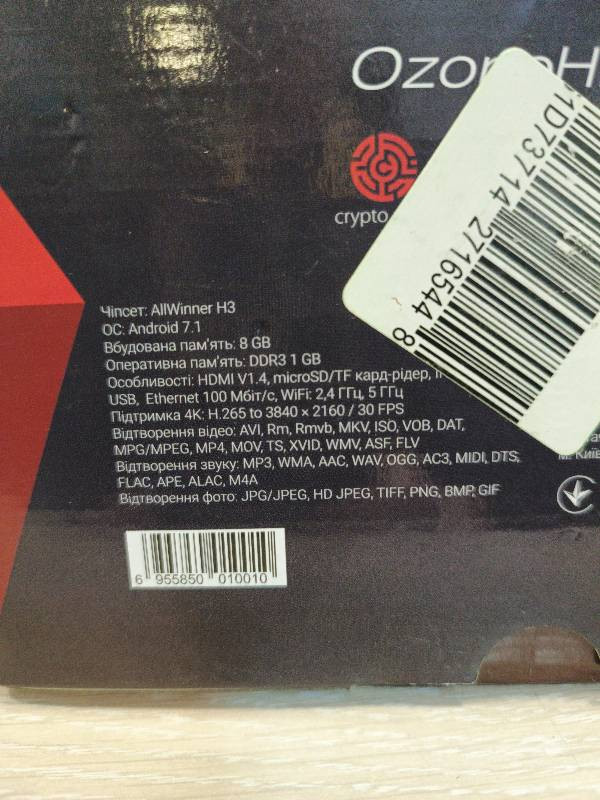 crypto
1D73714 2716544 8
Чіпсет: AllWinner H3
ОС: Android 7.1
Вбудована пам'ять: 8 GB
Оперативна пам'ять: DDR3 1 GB
Особливості: HDMI V1.4, microSD/TF кард-рідер,
USB, Ethernet 100 Мбіт/с, WiFi: 2,4 ГГц, 5 ГГц
Підтримка 4K: H.265 to 3840 × 2160 / 30 FPS
Відтворення відео: AVI, Rm, Rmvb, MKV, ISO, VOB, DAT,
MPG/MPEG, MP4, MOV, TS, XVID, WMV, ASF, FLV
Відтворення звуку: MP3, WMA, AAC, WAV, OGG, AC3, MIDI, DTS,
FLAC, APE, ALAC, M4A
Відтворення фото: JPG/JPEG, HD JPEG, TIFF, PNG, BMP, GIF
м. Київ
6 955850 010010